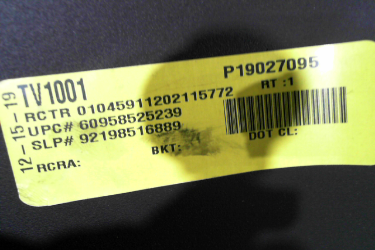 12-15-19
TV1001
P19027095
RCTR 01045911202115772
RT :1
UPC# 60958525239
SLP# 92198516889
DOT CL:
BKT:
RCRA: